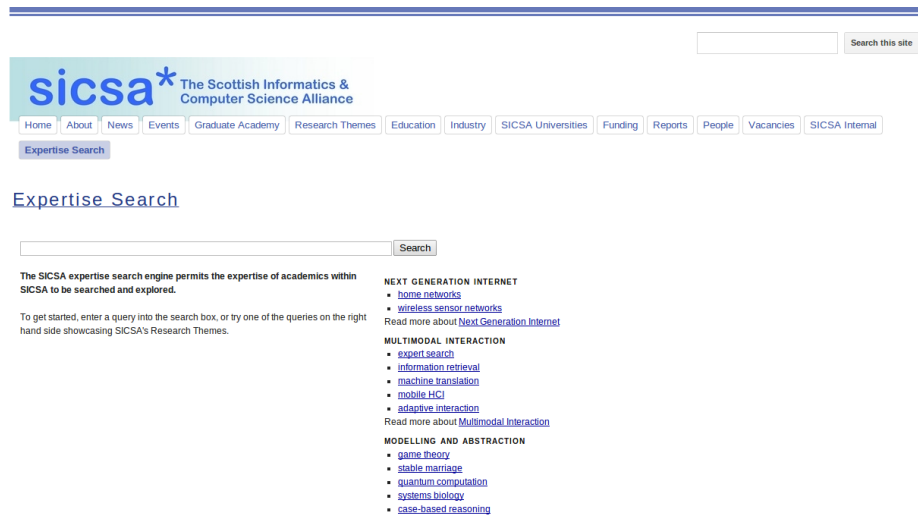 Search this site
sicsa* The Scottish Informatics &
Computer Science Alliance
Home About News Events Graduate Academy Research Themes Education Industry SICSA Universities Funding Reports People Vacancies SICSA Internal
Expertise Search
Expertise Search
Search
The SICSA expertise search engine permits the expertise of academics within
SICSA to be searched and explored.
To get started, enter a query into the search box, or try one of the queries on the right
hand side showcasing SICSA's Research Themes.
NEXT GENERATION INTERNET
home networks
wireless sensor networks
Read more about Next Generation Internet
MULTIMODAL INTERACTION
expert search
information retrieval
machine translation
mobile HCI
adaptive interaction
Read more about Multimodal Interaction
MODELLING AND ABSTRACTION
game theory
stable marriage
quantum computation
systems biology
case-based reasoning